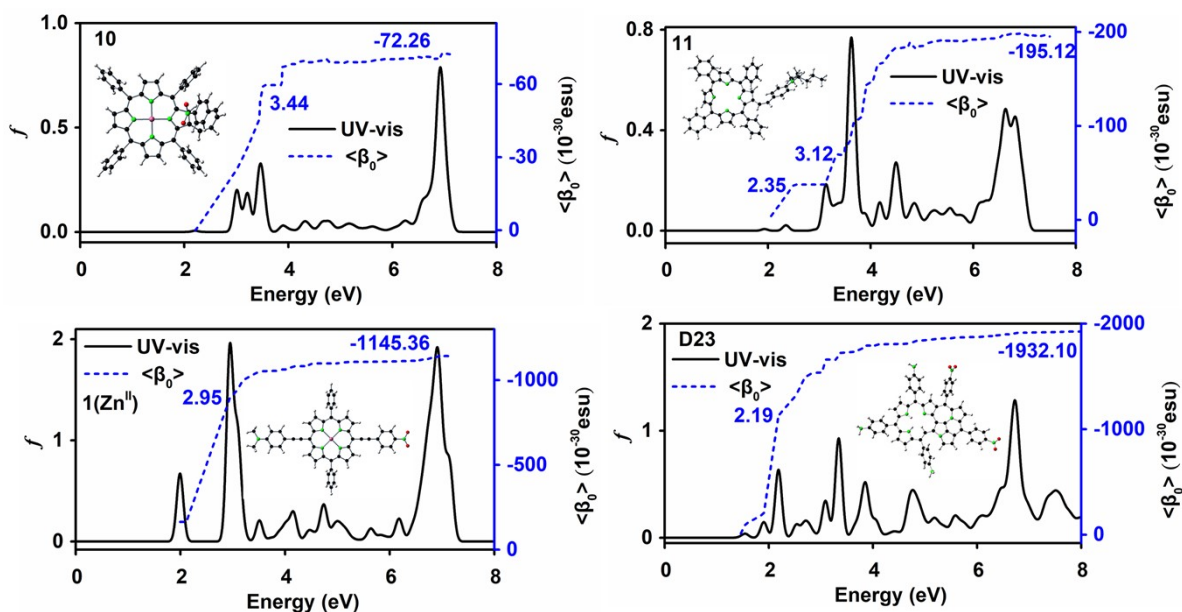 10
1.0
0.5
0.0
f
-72.26
3.44
UV-vis
<β₀>
-60
-30
0
<β₀> (10⁻³⁰esu)
0 2 4 6 8
Energy (eV)
11
0.8
0.4
0.0
f
-195.12
3.12
2.35
UV-vis
<β₀>
-200
-100
0
<β₀> (10⁻³⁰esu)
0 2 4 6 8
Energy (eV)
2
1
0
f
UV-vis
<β₀>
1(Znᴵᴵ)
2.95
-1145.36
-1000
-500
0
<β₀> (10⁻³⁰esu)
0 2 4 6 8
Energy (eV)
D23
2
1
0
f
UV-vis
<β₀>
2.19
-1932.10
-2000
-1000
0
<β₀> (10⁻³⁰esu)
0 2 4 6 8
Energy (eV)